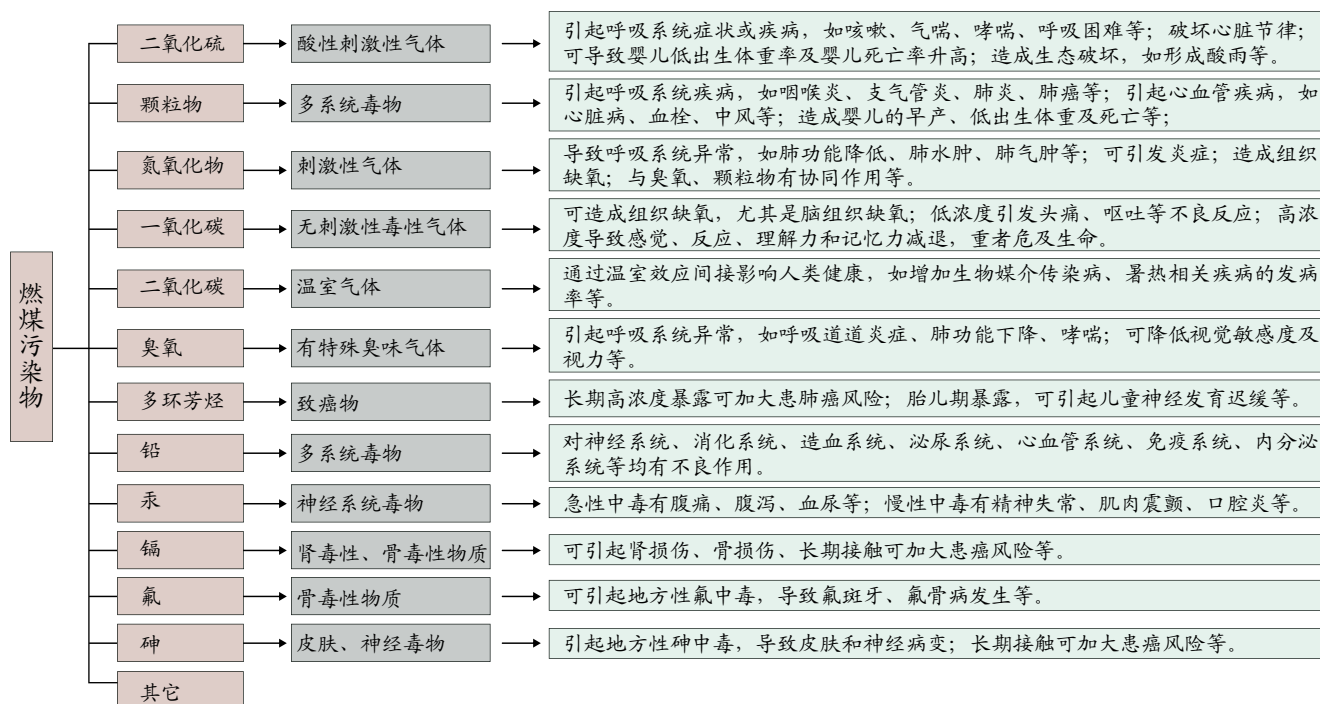 燃煤污染物
二氧化硫
酸性刺激性气体
引起呼吸系统症状或疾病，如咳嗽、气喘、哮喘、呼吸困难等；破坏心脏节律；
可导致婴儿低出生体重率及婴儿死亡率升高；造成生态破坏，如形成酸雨等。
颗粒物
多系统毒物
引起呼吸系统疾病，如咽喉炎、支气管炎、肺炎、肺癌等；引起心血管疾病，如
心脏病、血栓、中风等；造成婴儿的早产、低出生体重及死亡等；
氮氧化物
刺激性气体
导致呼吸系统异常，如肺功能降低、肺水肿、肺气肿等；可引发炎症；造成组织
缺氧；与臭氧、颗粒物有协同作用等。
一氧化碳
无刺激性毒性气体
可造成组织缺氧，尤其是脑组织缺氧；低浓度引发头痛、呕吐等不良反应；高浓
度导致感觉、反应、理解力和记忆力减退，重者危及生命。
二氧化碳
温室气体
通过温室效应间接影响人类健康，如增加生物媒介传染病、暑热相关疾病的发病
率等。
臭氧
有特殊臭味气体
引起呼吸系统异常，如呼吸道道炎症、肺功能下降、哮喘；可降低视觉敏感度及
视力等。
多环芳烃
致癌物
长期高浓度暴露可加大患肺癌风险；胎儿期暴露，可引起儿童神经发育迟缓等。
铅
多系统毒物
对神经系统、消化系统、造血系统、泌尿系统、心血管系统、免疫系统、内分泌
系统等均有不良作用。
汞
神经系统毒物
急性中毒有腹痛、腹泻、血尿等；慢性中毒有精神失常、肌肉震颤、口腔炎等。
镉
肾毒性、骨毒性物质
可引起肾损伤、骨损伤、长期接触可加大患癌风险等。
氟
骨毒性物质
可引起地方性氟中毒，导致氟斑牙、氟骨病发生等。
砷
皮肤、神经毒物
引起地方性砷中毒，导致皮肤和神经病变；长期接触可加大患癌风险等。
其它